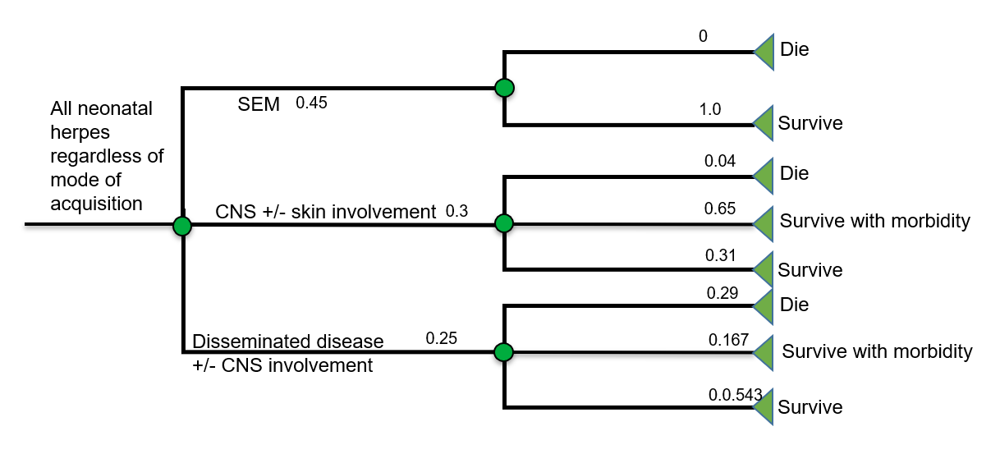 0
Die
SEM 0.45
1.0
Survive
All neonatal
herpes
regardless of
mode of
acquisition
0.04
Die
CNS +/- skin involvement 0.3
0.65
Survive with morbidity
0.31
Survive
0.29
Die
Disseminated disease 0.25
+/- CNS involvement
0.167
Survive with morbidity
0.0.543
Survive